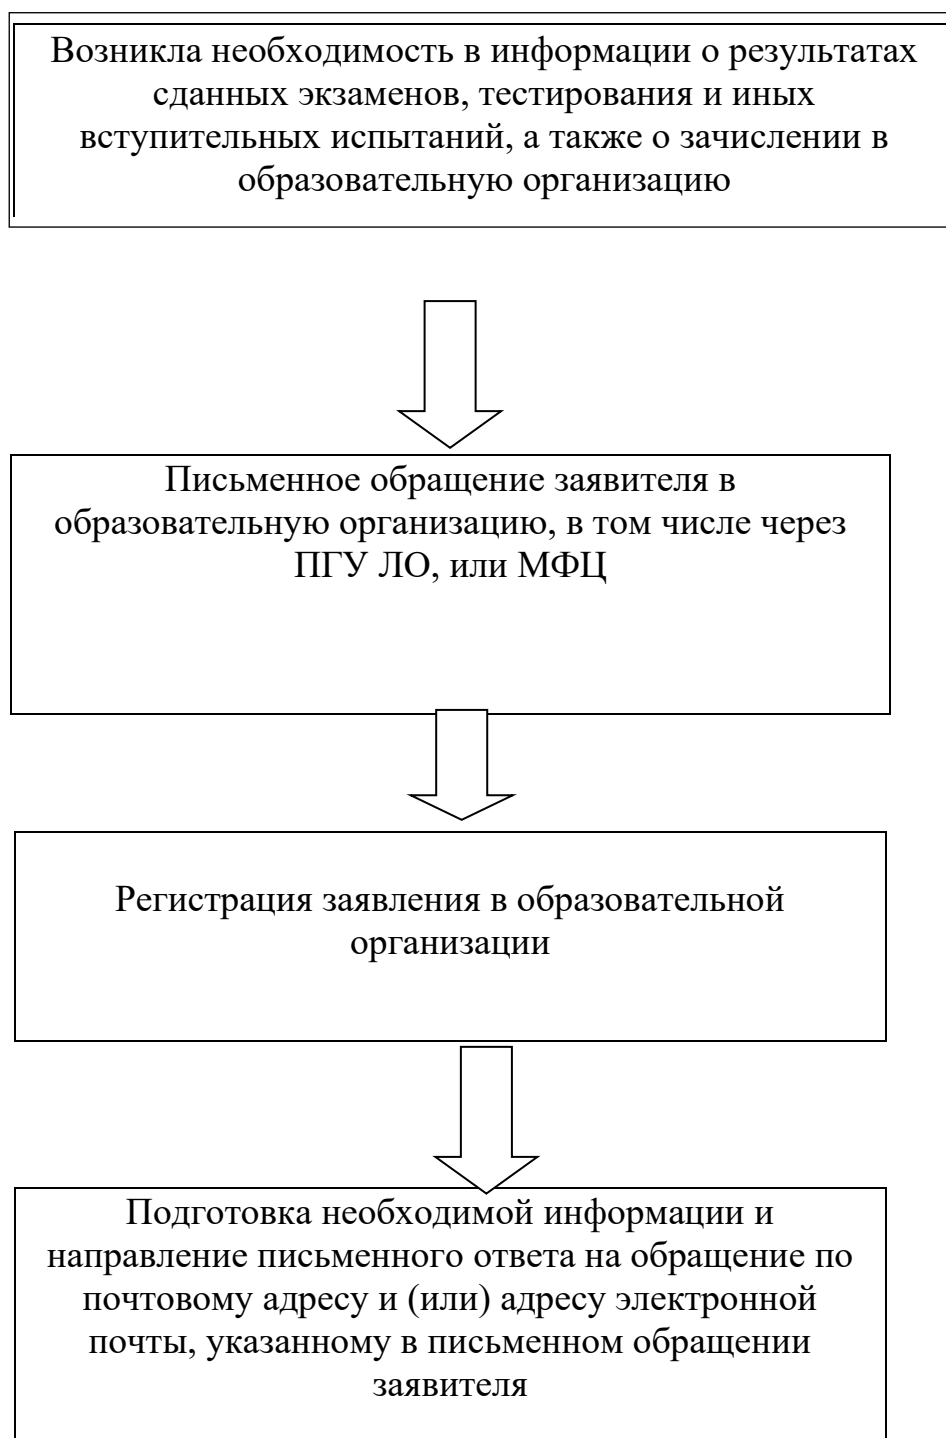 Возникла необходимость в информации о результатах
сданных экзаменов, тестирования и иных
вступительных испытаний, а также о зачислении в
образовательную организацию
Письменное обращение заявителя в
образовательную организацию, в том числе через
ПГУ ЛО, или МФЦ
Регистрация заявления в образовательной
организации
Подготовка необходимой информации и
направление письменного ответа на обращение по
почтовому адресу и (или) адресу электронной
почты, указанному в письменном обращении
заявителя